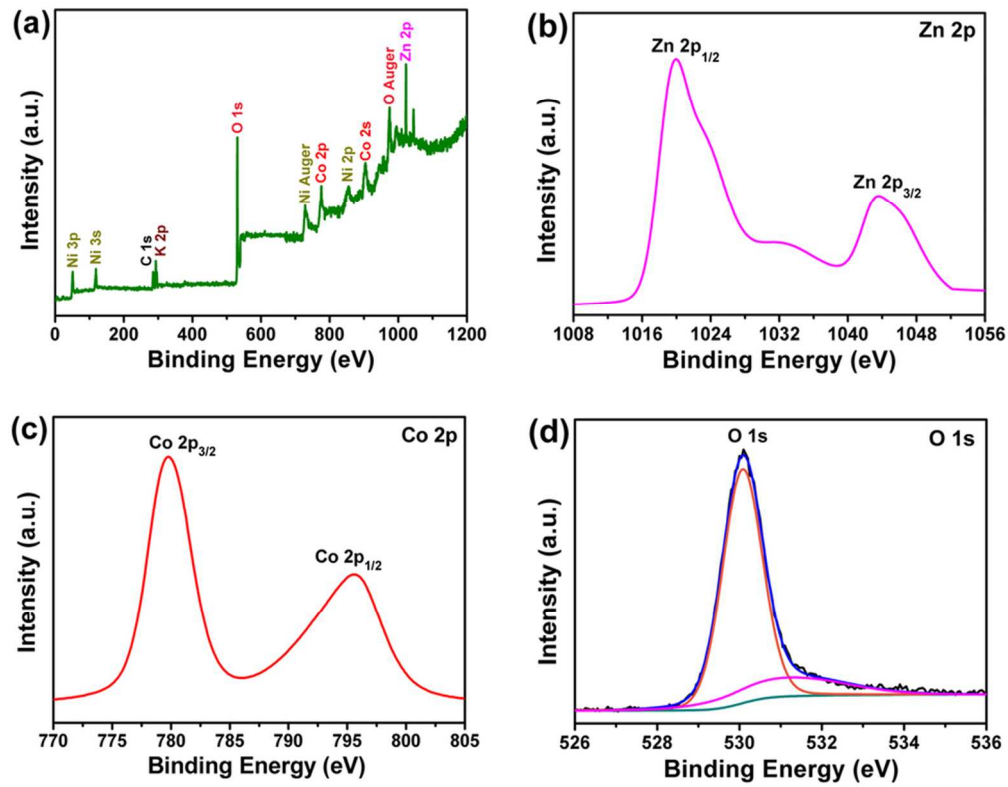 (a)
Ni 3p
Ni 3s
C 1s
K 2p
O 1s
Ni Auger
Co 2p
Ni 2p
Co 2s
O Auger
Zn 2p
Intensity (a.u.)
0 200 400 600 800 1000 1200
Binding Energy (eV)
(b)
Zn 2p
Zn 2p1/2
Zn 2p3/2
Intensity (a.u.)
1008 1016 1024 1032 1040 1048 1056
Binding Energy (eV)
(c)
Co 2p
Co 2p3/2
Co 2p1/2
Intensity (a.u.)
770 775 780 785 790 795 800 805
Binding Energy (eV)
(d)
O 1s
O 1s
Intensity (a.u.)
526 528 530 532 534 536
Binding Energy (eV)